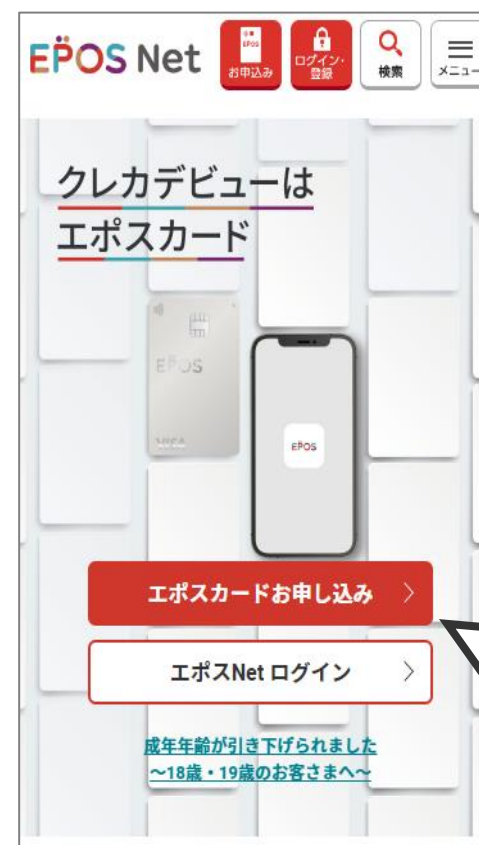 EPOS Net
EPOS
お申込み
ログイン・
登録
検索
メニュー
クレカデビューは
エポスカード
EPOS
VISA
EPOS
エポスカードお申し込み
エポスNet ログイン
成年年齢が引き下げられました
～18歳・19歳のお客さまへ～